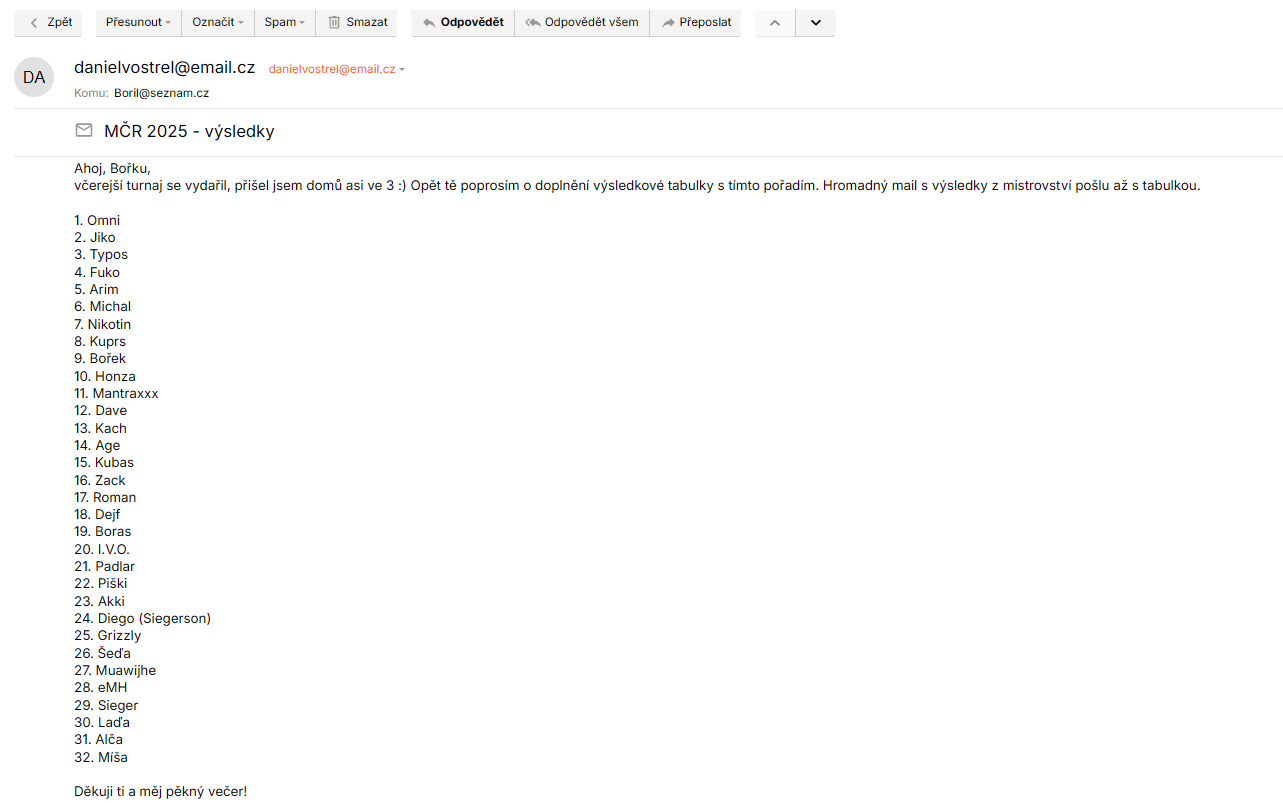 Zpět Přesunout Označit Spam Smazat Odpovědět Odpovědět všem Přeposlat
DA
danielvostrel@email.cz danielvostrel@email.cz
Komu: Boril@seznam.cz
MČR 2025 - výsledky
Ahoj, Bořku,
včerejší turnaj se vydařil, přišel jsem domů asi ve 3 :) Opět tě poprosím o doplnění výsledkové tabulky s tímto pořadím. Hromadný mail s výsledky z mistrovství pošlu až s tabulkou.
1. Omni
2. Jiko
3. Typos
4. Fuko
5. Arim
6. Michal
7. Nikotin
8. Kuprs
9. Bořek
10. Honza
11. Mantraxxx
12. Dave
13. Kach
14. Age
15. Kubas
16. Zack
17. Roman
18. Dejf
19. Boras
20. I.V.O.
21. Padlar
22. Piški
23. Akki
24. Diego (Siegerson)
25. Grizzly
26. Šeďa
27. Muawijhe
28. eMH
29. Sieger
30. Laďa
31. Alča
32. Míša
Děkuji ti a měj pěkný večer!